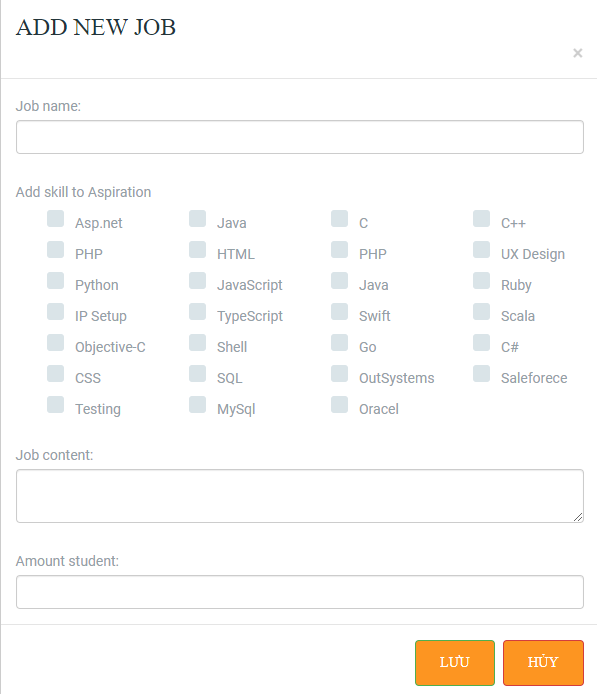 ADD NEW JOB
×
Job name:
Add skill to Aspiration
Asp.net Java C C++
PHP HTML PHP UX Design
Python JavaScript Java Ruby
IP Setup TypeScript Swift Scala
Objective-C Shell Go C#
CSS SQL OutSystems Saleforece
Testing MySql Oracel
Job content:
Amount student:
LƯU HỦY